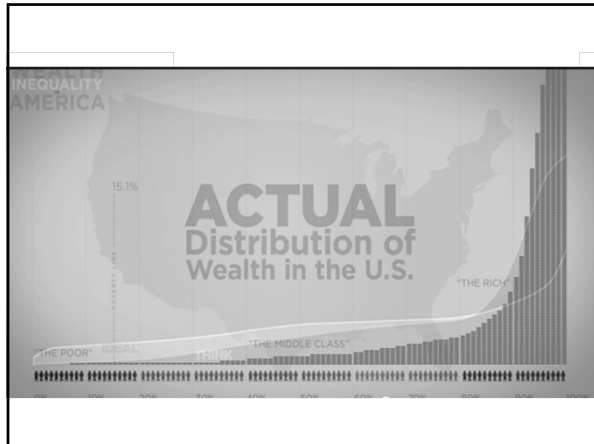 WEALTH
INEQUALITY
AMERICA
15.1%
POVERTY LINE
ACTUAL
Distribution of
Wealth in the U.S.
"THE RICH"
"THE MIDDLE CLASS"
"THE POOR"
IDEAL
THINK
0% 10% 20% 30% 40% 50% 60% 70% 80% 90% 100%